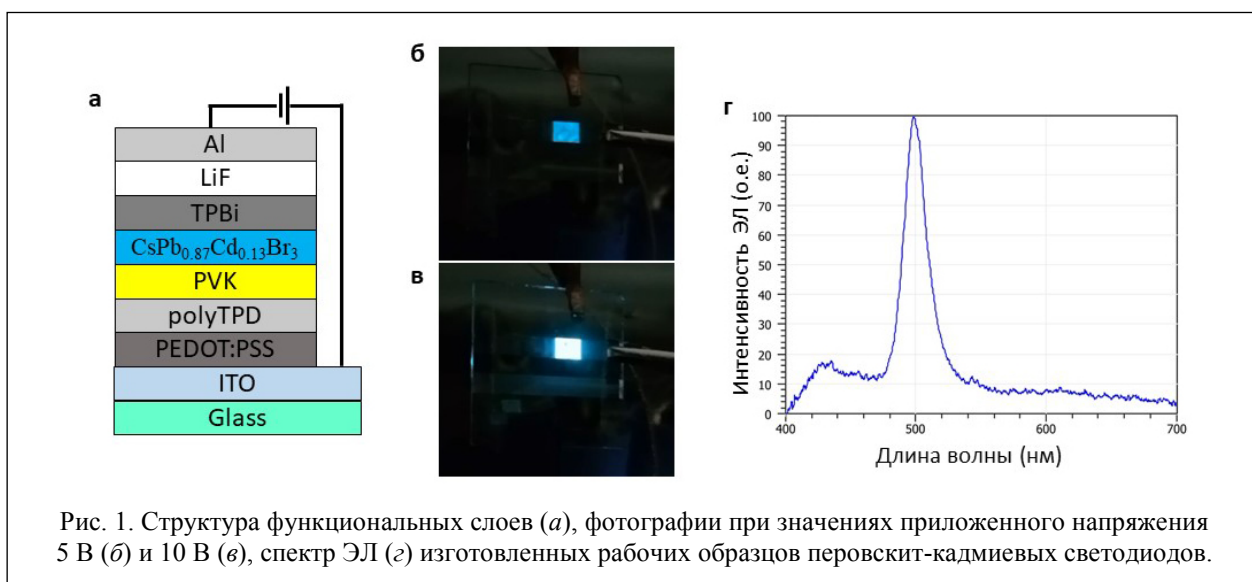 а
Al
LiF
TPBi
CsPb₀.₈₇Cd₀.₁₃Br₃
PVK
polyTPD
PEDOT:PSS
ITO
Glass
б
в
г
Интенсивность ЭЛ (о.е.)
100
90
80
70
60
50
40
30
20
10
0
400
500
600
700
Длина волны (нм)
Рис. 1. Структура функциональных слоев (а), фотографии при значениях приложенного напряжения
5 В (б) и 10 В (в), спектр ЭЛ (г) изготовленных рабочих образцов перовскит-кадмиевых светодиодов.